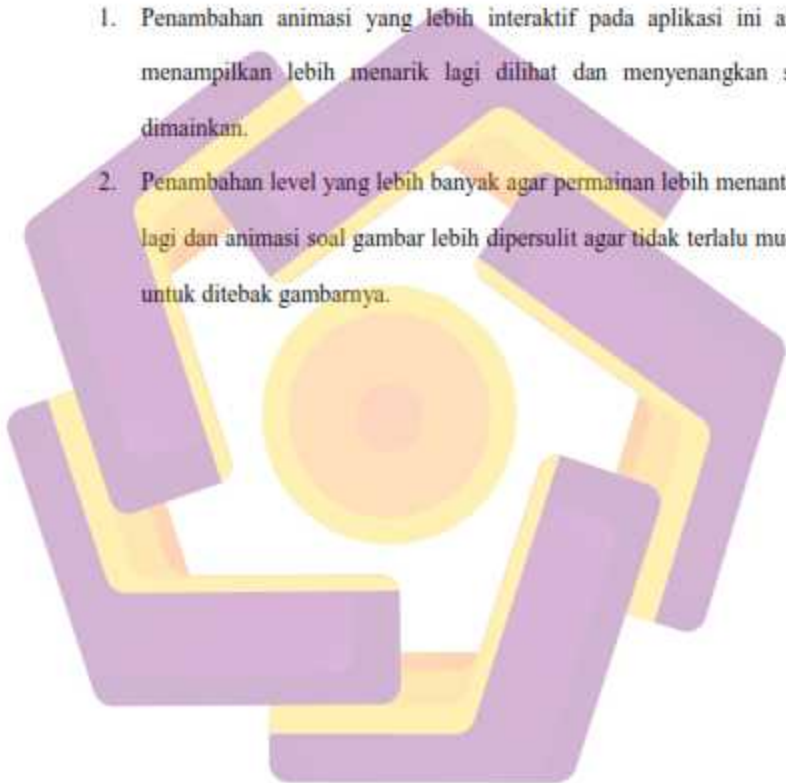 1. Penambahan animasi yang lebih interaktif pada aplikasi ini a
menampilkan lebih menarik lagi dilihat dan menyenangkan s
dimainkan.
2. Penambahan level yang lebih banyak agar permainan lebih menant
lagi dan animasi soal gambar lebih dipersulit agar tidak terlalu mu
untuk ditebak gambarnya.